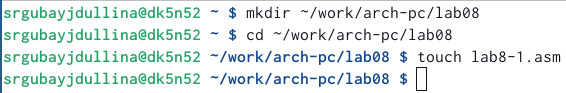 srgubayjdullina@dk5n52 ~ $ mkdir ~/work/arch-pc/lab08
srgubayjdullina@dk5n52 ~ $ cd ~/work/arch-pc/lab08
srgubayjdullina@dk5n52 ~/work/arch-pc/lab08 $ touch lab8-1.asm
srgubayjdullina@dk5n52 ~/work/arch-pc/lab08 $